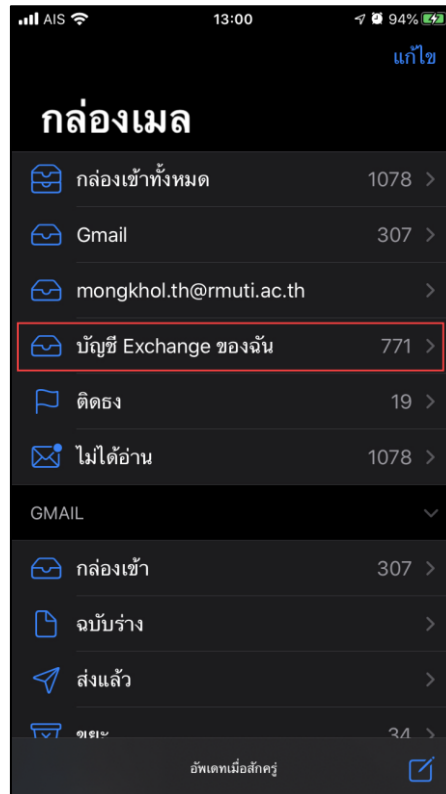 AIS 13:00 94%
แก้ไข
กล่องเมล
กล่องเข้าทั้งหมด 1078
Gmail 307
mongkhol.th@rmuti.ac.th
บัญชี Exchange ของฉัน 771
ติดธง 19
ไม่ได้อ่าน 1078
GMAIL
กล่องเข้า 307
ฉบับร่าง
ส่งแล้ว
ขยะ 34
อัพเดทเมื่อสักครู่